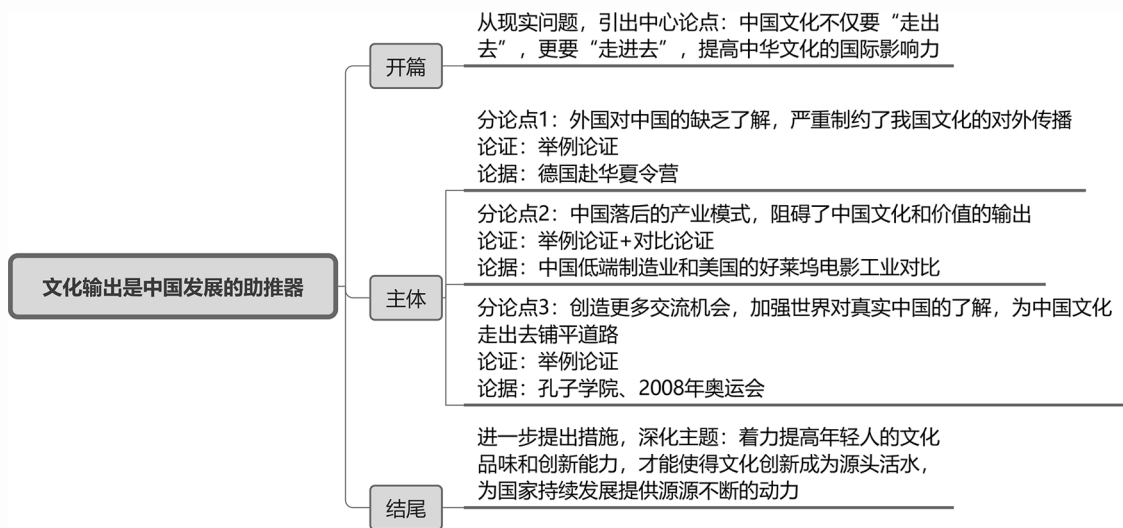 从现实问题，引出中心论点：中国文化不仅要“走出
去”，更要“走进去”，提高中华文化的国际影响力
开篇
分论点1：外国对中国的缺乏了解，严重制约了我国文化的对外传播
论证：举例论证
论据：德国赴华夏令营
分论点2：中国落后的产业模式，阻碍了中国文化和价值的输出
论证：举例论证+对比论证
论据：中国低端制造业和美国的好莱坞电影工业对比
文化输出是中国发展的助推器
主体
分论点3：创造更多交流机会，加强世界对真实中国的了解，为中国文化
走出去铺平道路
论证：举例论证
论据：孔子学院、2008年奥运会
进一步提出措施，深化主题：着力提高年轻人的文化
品味和创新能力，才能使得文化创新成为源头活水，
为国家持续发展提供源源不断的动力
结尾